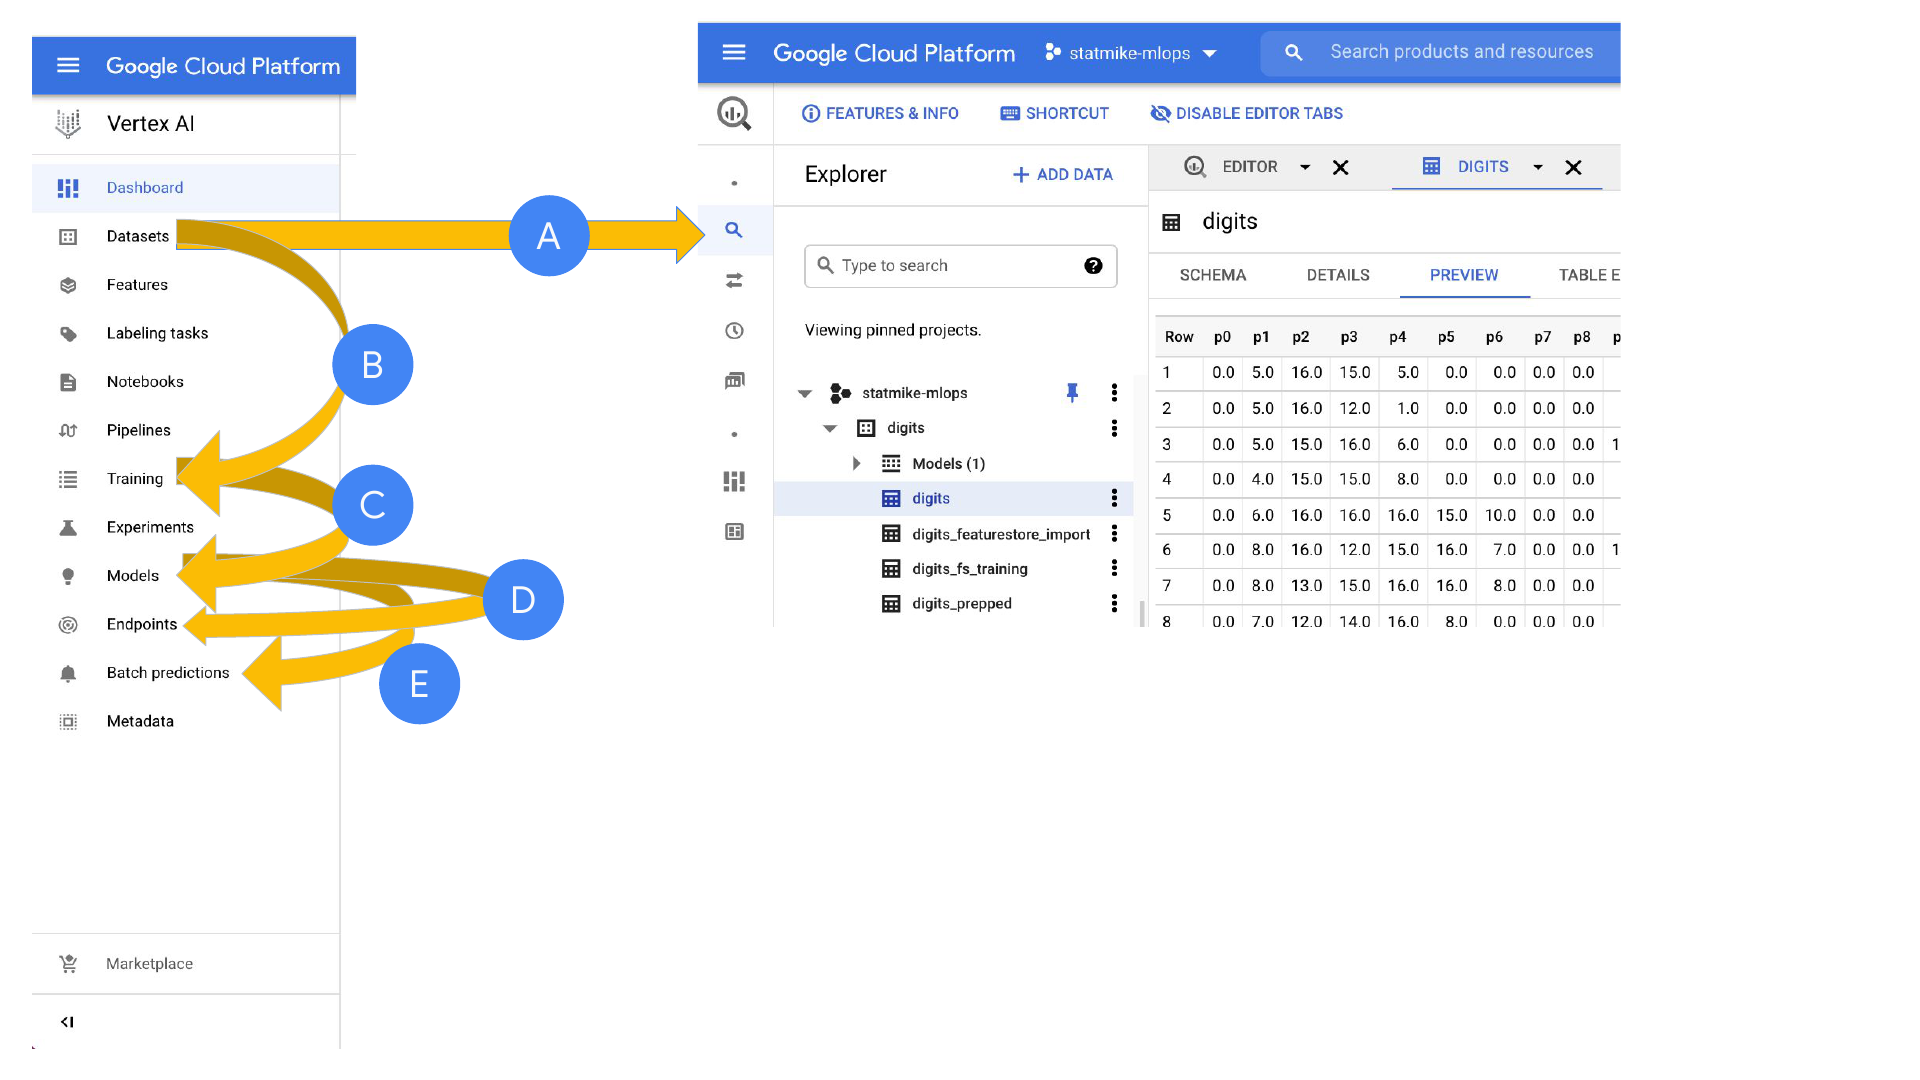 Google Cloud Platform
Vertex AI
Dashboard
Datasets
Features
Labeling tasks
Notebooks
Pipelines
Training
Experiments
Models
Endpoints
Batch predictions
Metadata
Marketplace
A
B
C
D
E
Google Cloud Platform statmike-mlops Search products and resources
FEATURES & INFO SHORTCUT DISABLE EDITOR TABS
Explorer + ADD DATA
Type to search
Viewing pinned projects.
statmike-mlops
digits
Models (1)
digits
digits_featurestore_import
digits_fs_training
digits_prepped
EDITOR DIGITS
digits
SCHEMA DETAILS PREVIEW TABLE E
Row p0 p1 p2 p3 p4 p5 p6 p7 p8 p
1 0.0 5.0 16.0 15.0 5.0 0.0 0.0 0.0 0.0
2 0.0 5.0 16.0 12.0 1.0 0.0 0.0 0.0 0.0
3 0.0 5.0 15.0 16.0 6.0 0.0 0.0 0.0 0.0 1
4 0.0 4.0 15.0 15.0 8.0 0.0 0.0 0.0 0.0
5 0.0 6.0 16.0 16.0 16.0 15.0 10.0 0.0 0.0
6 0.0 8.0 16.0 12.0 15.0 16.0 7.0 0.0 0.0 1
7 0.0 8.0 13.0 15.0 16.0 16.0 8.0 0.0 0.0
8 0.0 7.0 12.0 14.0 16.0 8.0 0.0 0.0 0.0